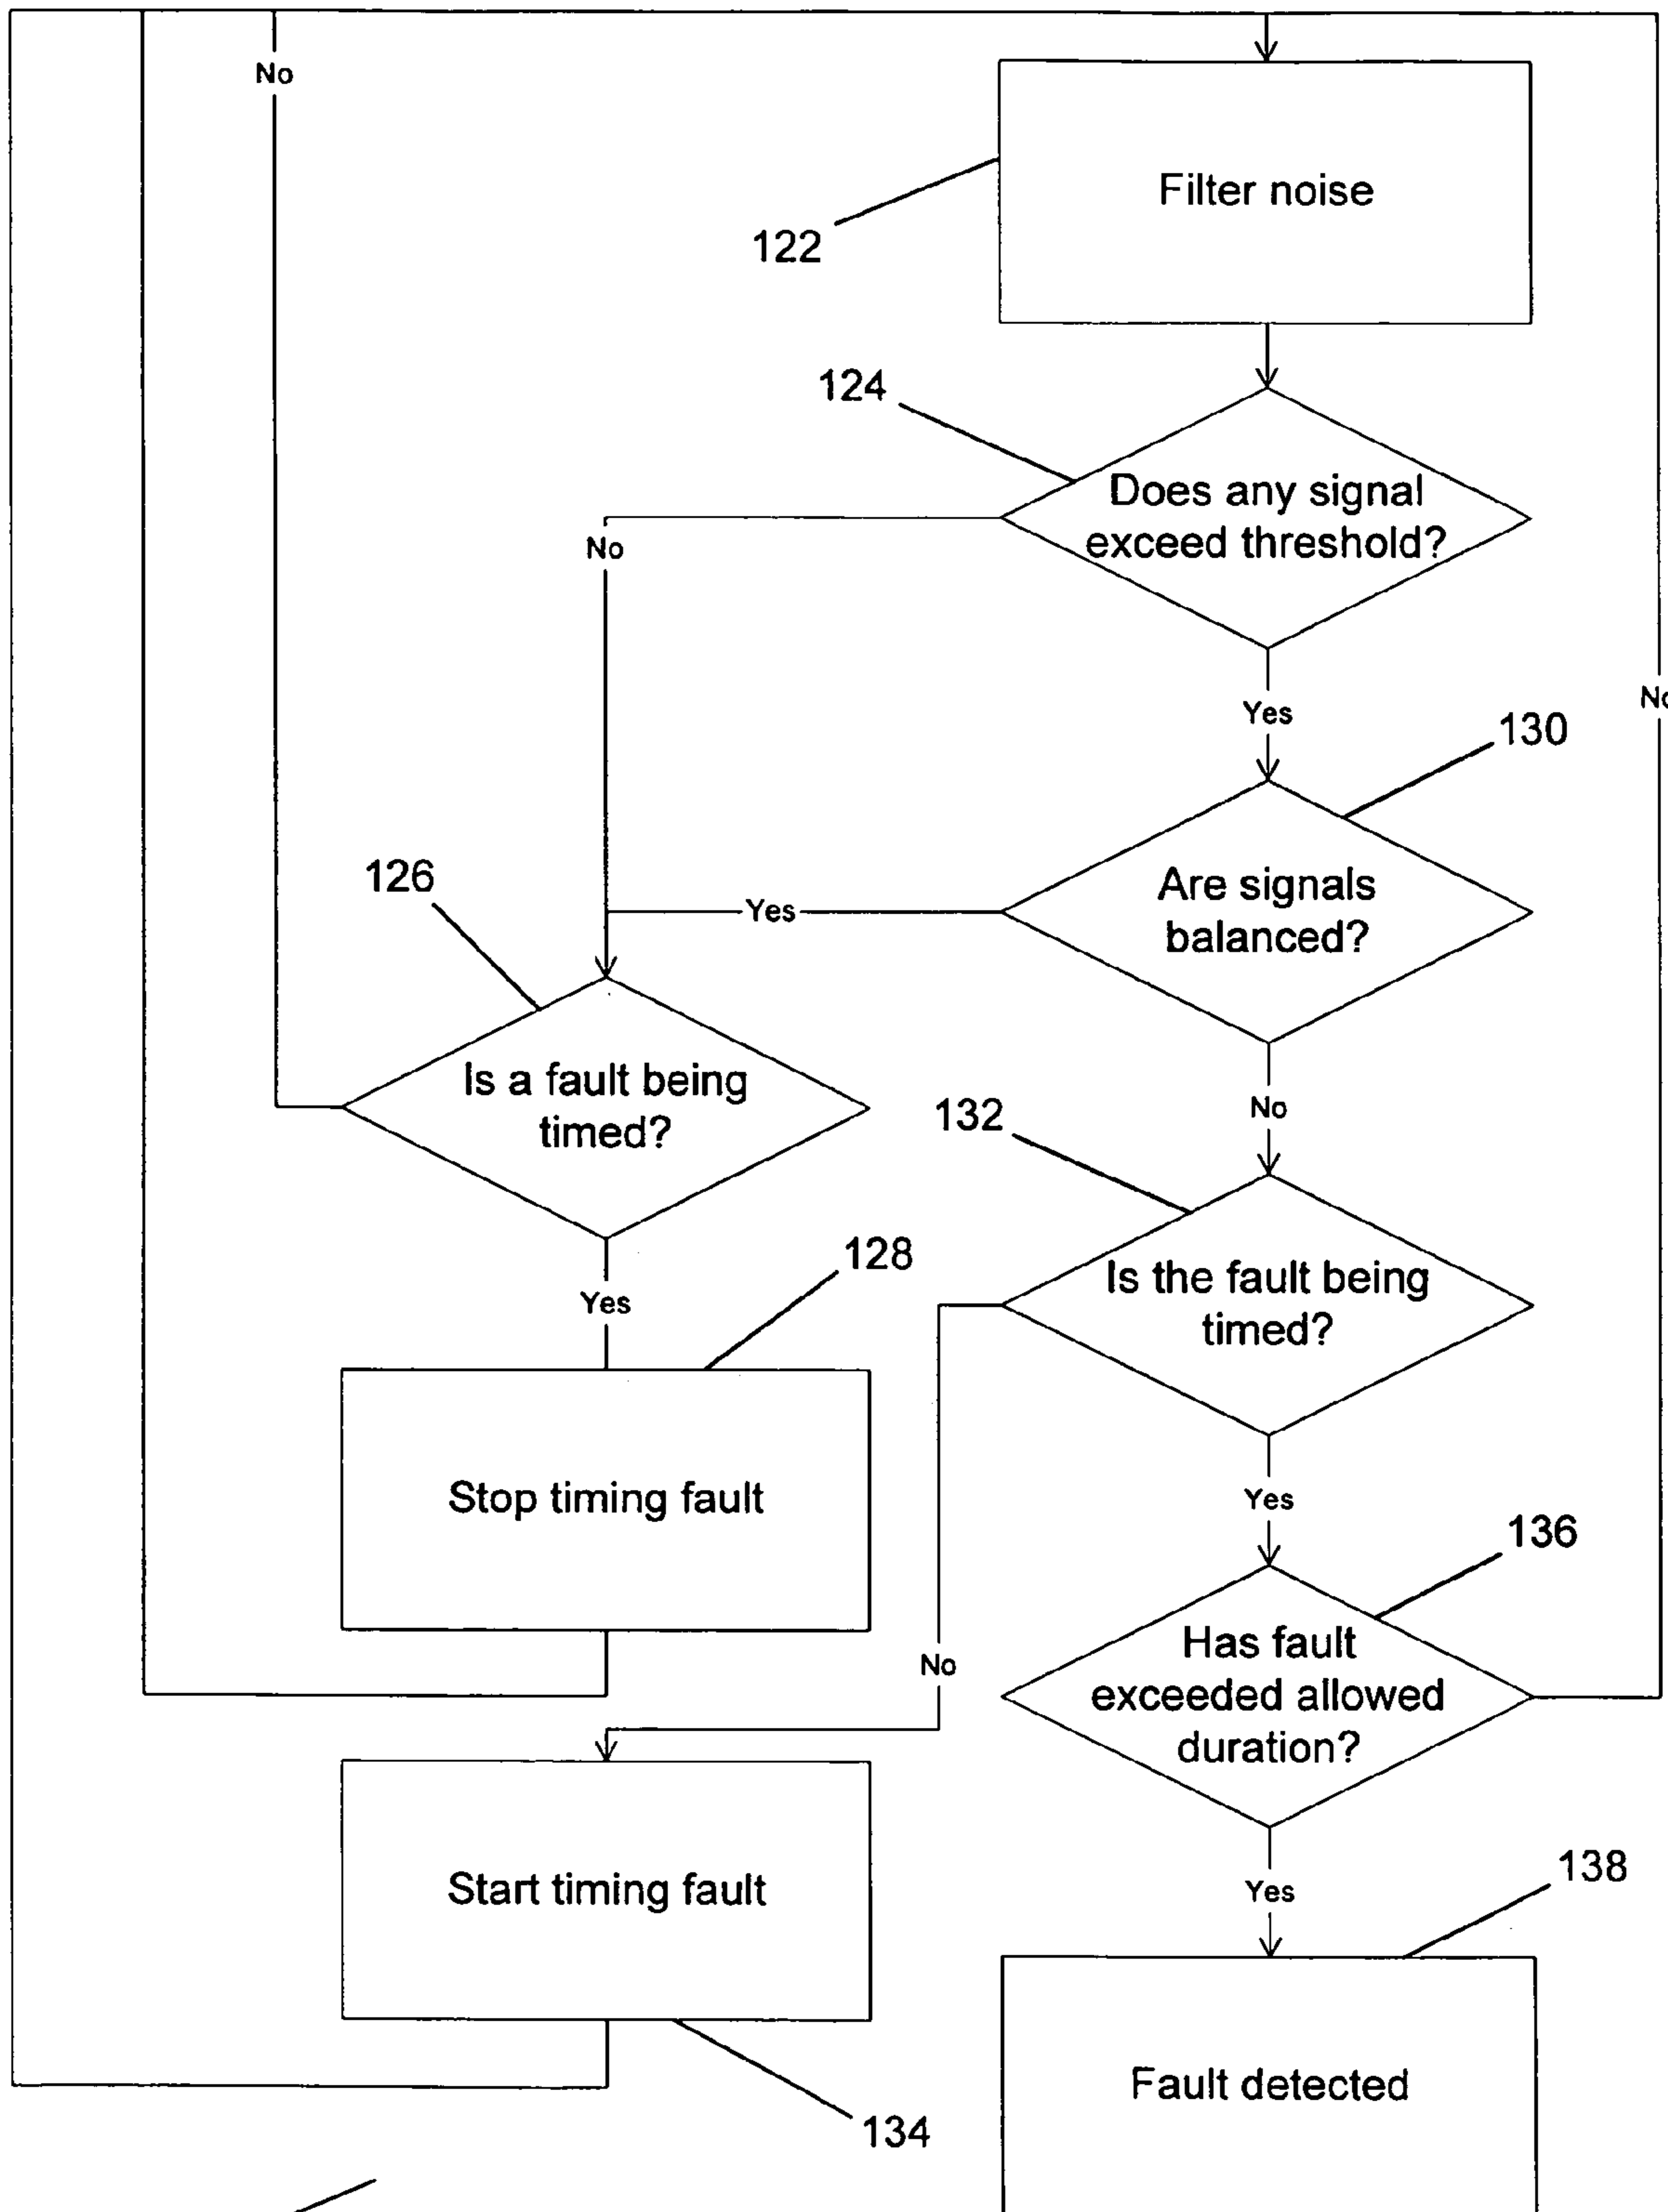 No
Filter noise
122
124
Does any signal
exceed threshold?
No
Yes
No
130
126
Are signals
balanced?
Yes
Is a fault being
timed?
No
132
128
Is the fault being
timed?
Yes
Stop timing fault
Yes
136
Has fault
exceeded allowed
duration?
No
Start timing fault
138
Yes
Fault detected
134